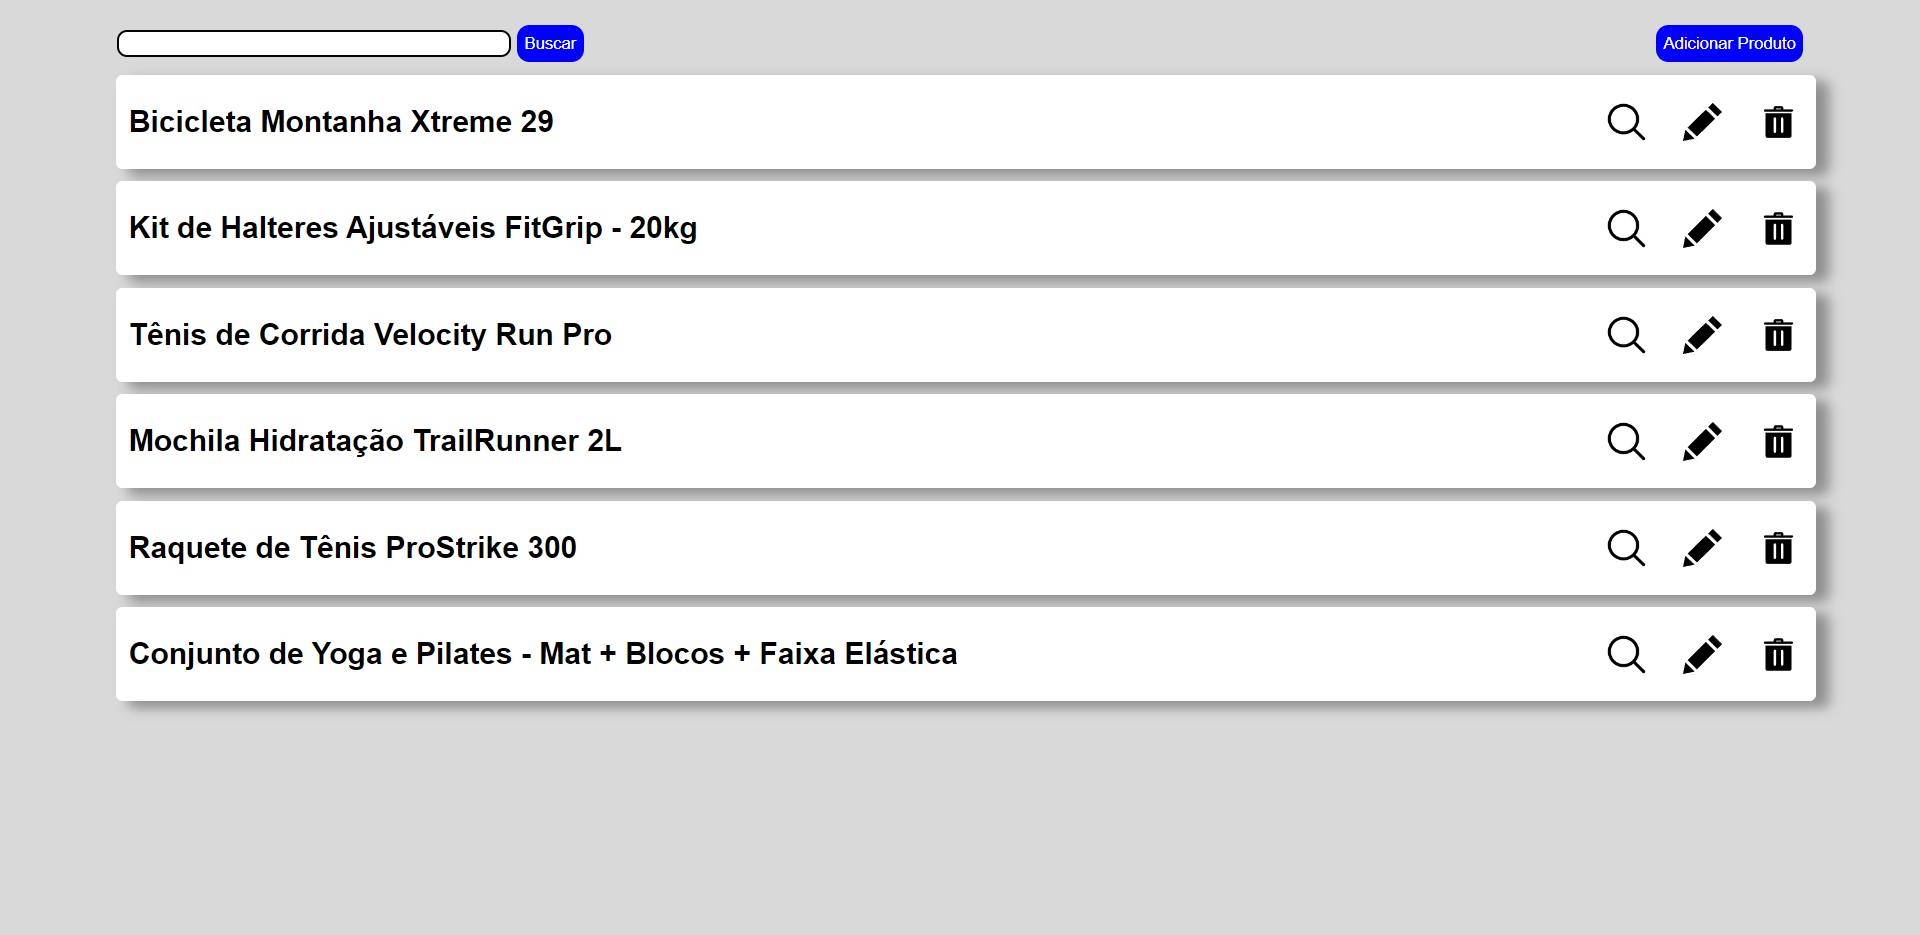 Buscar
Adicionar Produto
Bicicleta Montanha Xtreme 29
Kit de Halteres Ajustáveis FitGrip - 20kg
Tênis de Corrida Velocity Run Pro
Mochila Hidratação TrailRunner 2L
Raquete de Tênis ProStrike 300
Conjunto de Yoga e Pilates - Mat + Blocos + Faixa Elástica